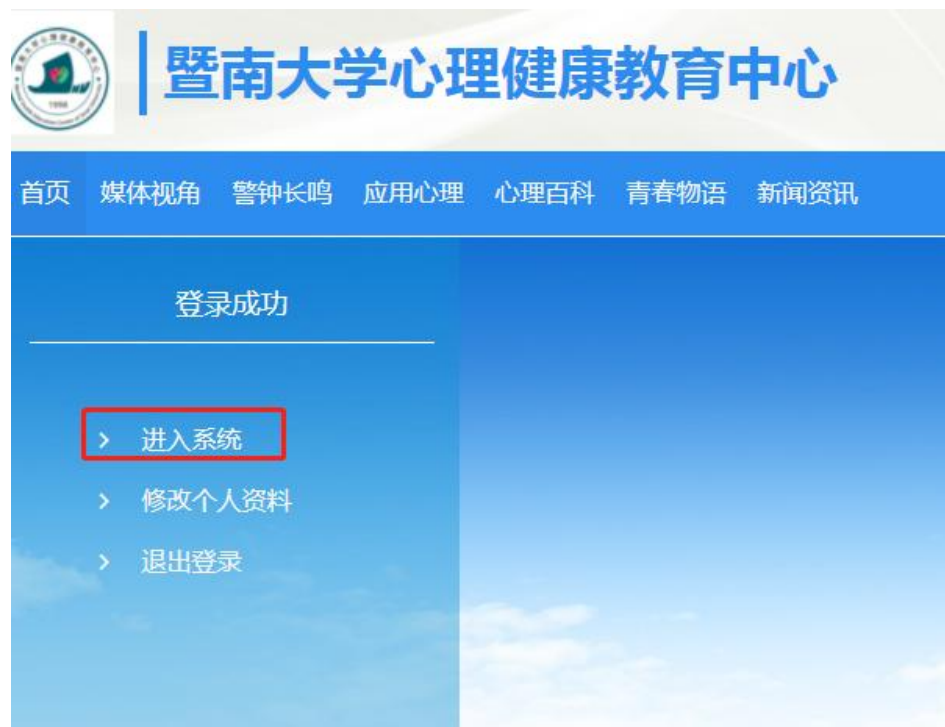 暨南大学心理健康教育中心
首页 媒体视角 警钟长鸣 应用心理 心理百科 青春物语 新闻资讯
登录成功
进入系统
修改个人资料
退出登录